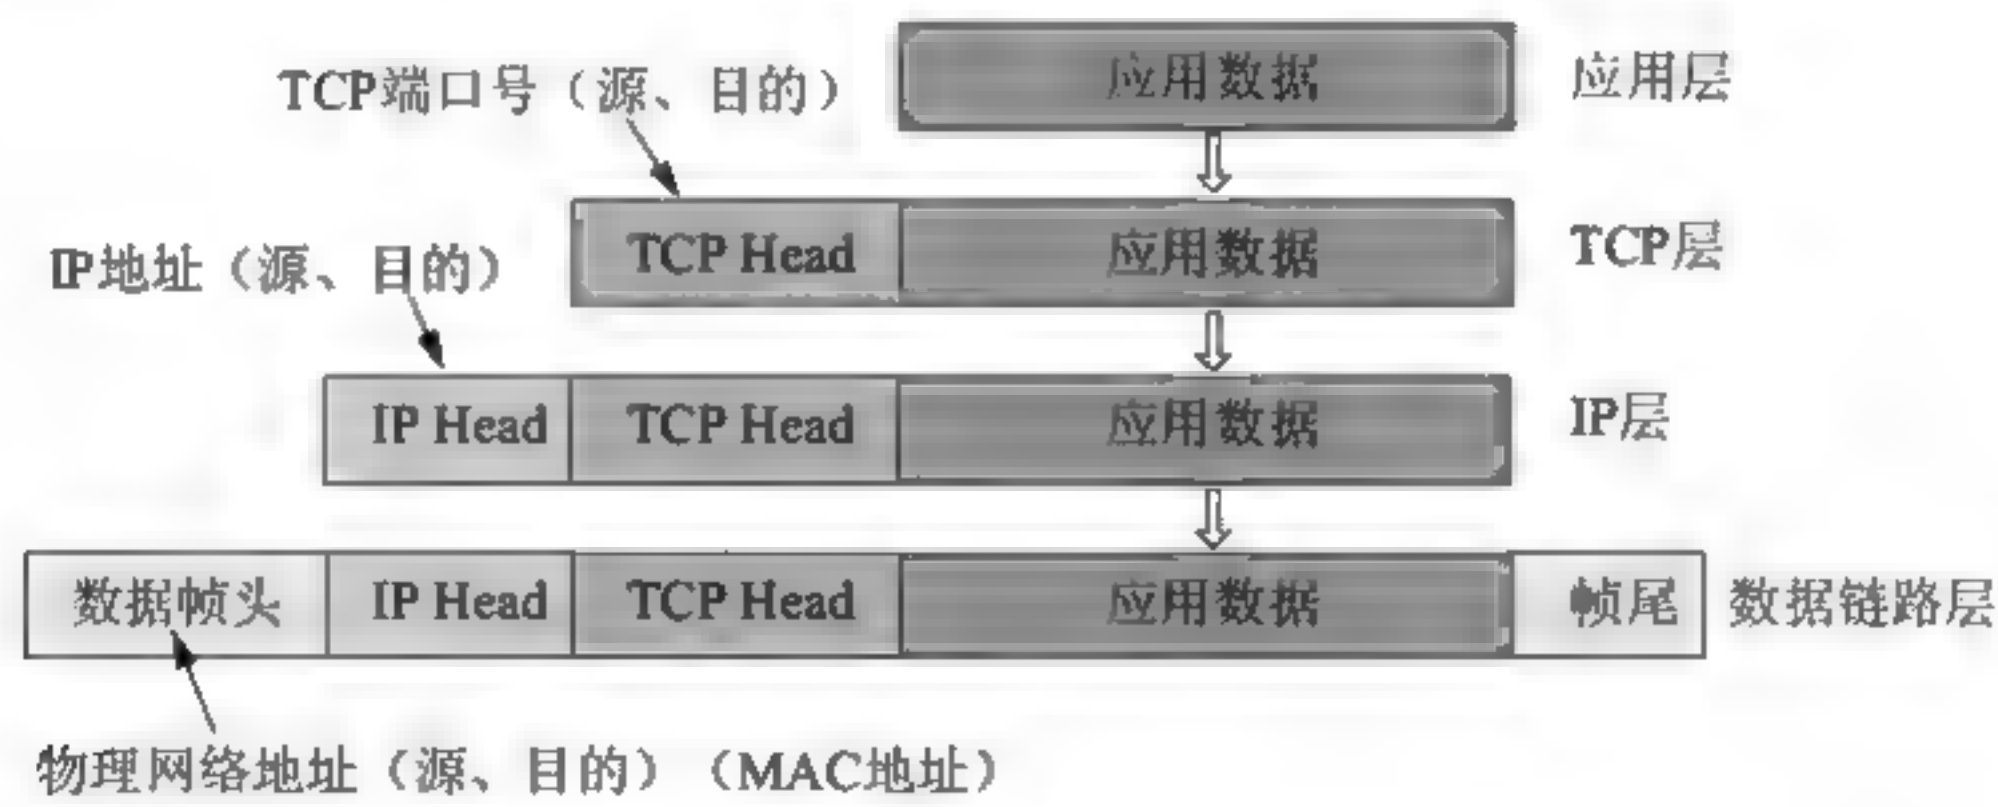 应用数据 应用层
TCP端口号（源、目的）
TCP Head 应用数据 TCP层
IP地址（源、目的）
IP Head TCP Head 应用数据 IP层
数据帧头 IP Head TCP Head 应用数据 帧尾 数据链路层
物理网络地址（源、目的）（MAC地址）